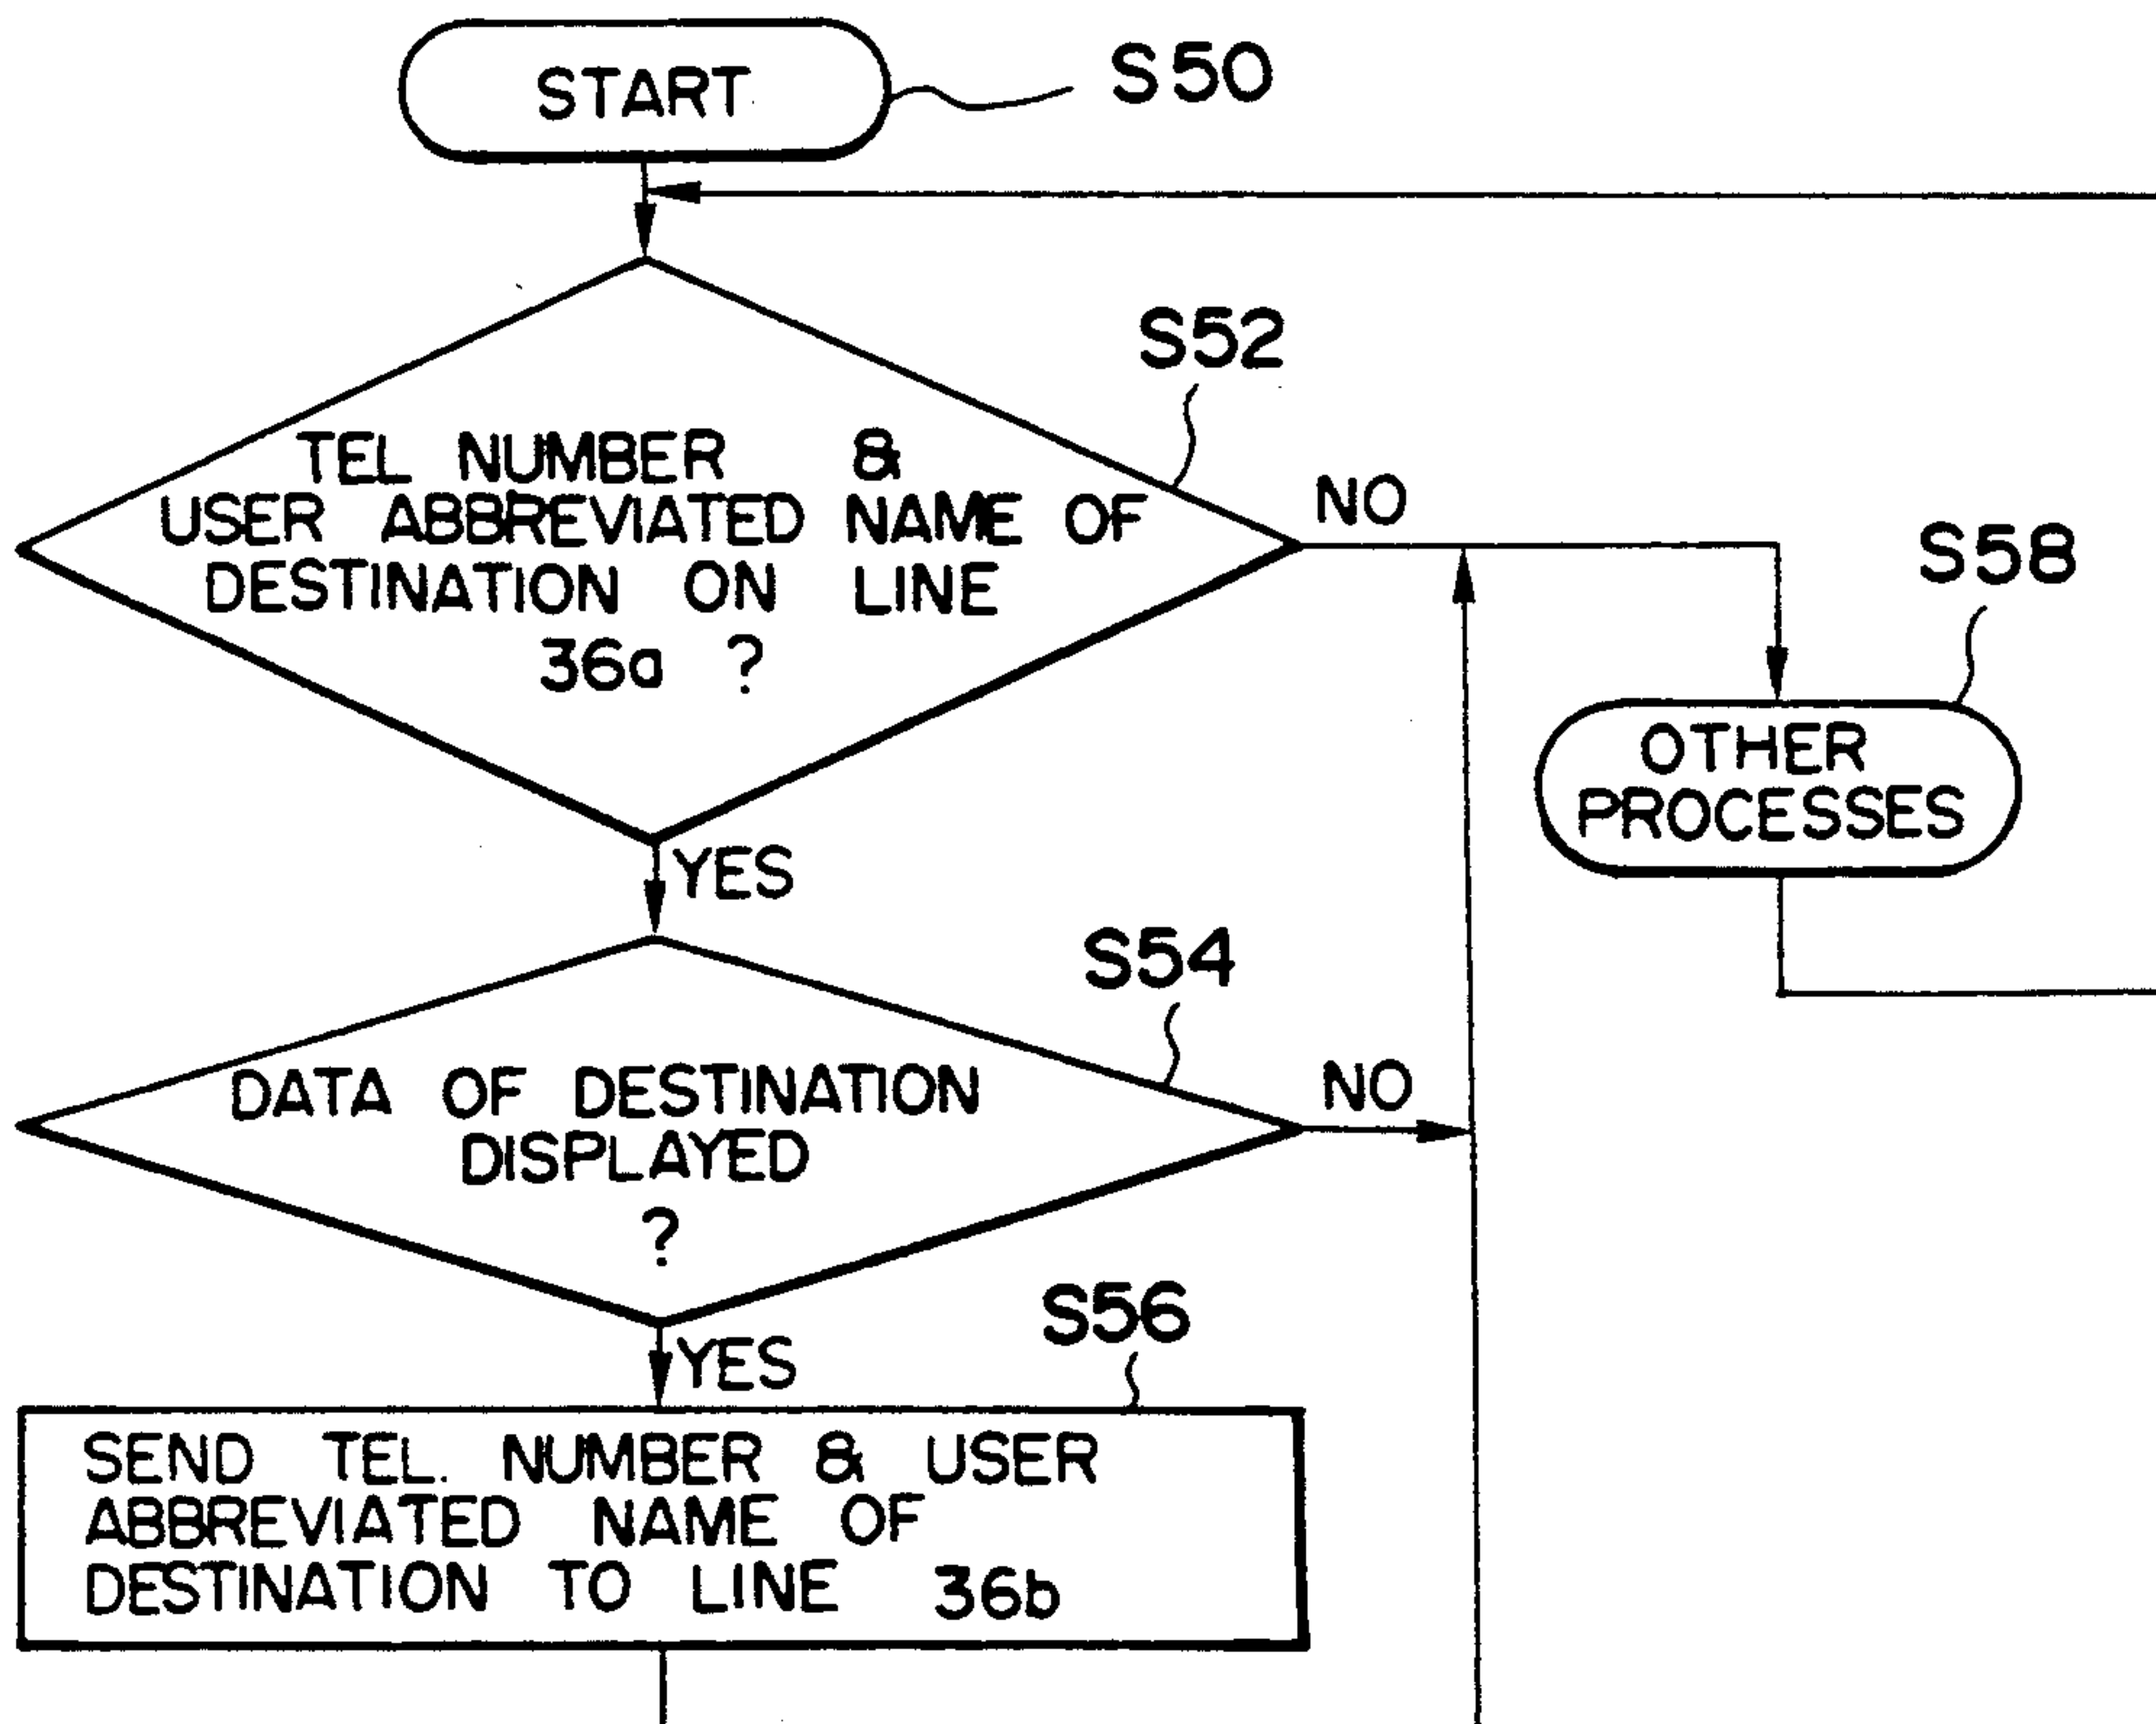 START
S50
S52
TEL NUMBER &
USER ABBREVIATED NAME OF
DESTINATION ON LINE
36a ?
NO
S58
OTHER
PROCESSES
YES
S54
DATA OF DESTINATION
DISPLAYED
?
NO
S56
YES
SEND TEL. NUMBER & USER
ABBREVIATED NAME OF
DESTINATION TO LINE 36b